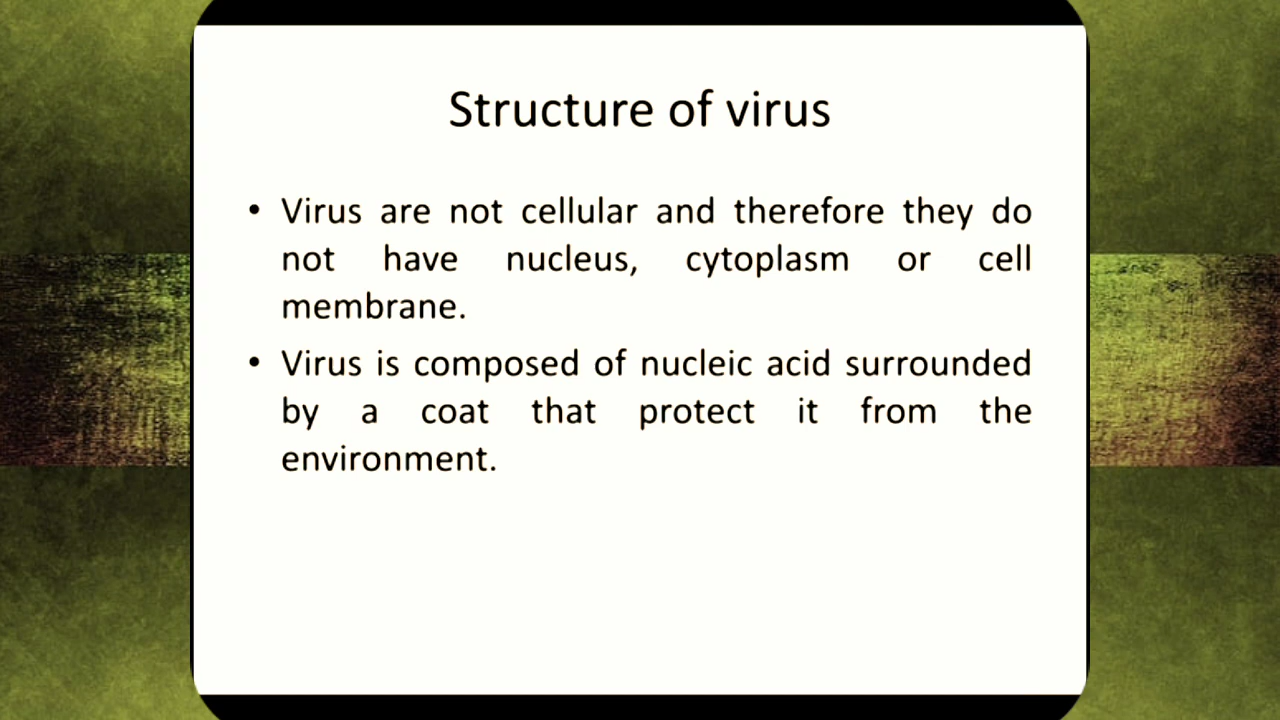 Structure of virus
• Virus are not cellular and therefore they do
not have nucleus, cytoplasm or cell
membrane.
• Virus is composed of nucleic acid surrounded
by a coat that protect it from the
environment.